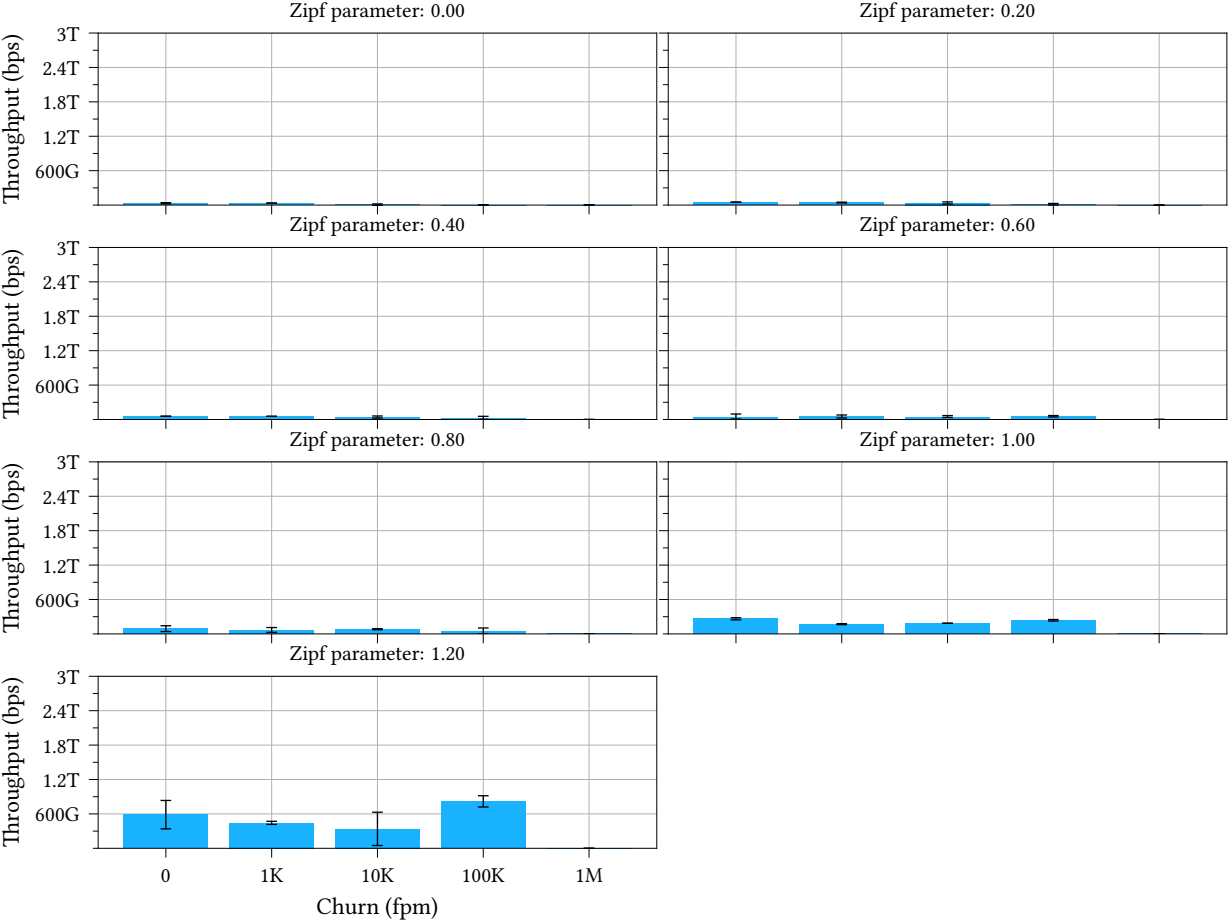 Zipf parameter: 0.00
Zipf parameter: 0.20
Throughput (bps)
3T
2.4T
1.8T
1.2T
600G
Zipf parameter: 0.40
Zipf parameter: 0.60
Throughput (bps)
3T
2.4T
1.8T
1.2T
600G
Zipf parameter: 0.80
Zipf parameter: 1.00
Throughput (bps)
3T
2.4T
1.8T
1.2T
600G
Zipf parameter: 1.20
Throughput (bps)
3T
2.4T
1.8T
1.2T
600G
0 1K 10K 100K 1M
Churn (fpm)